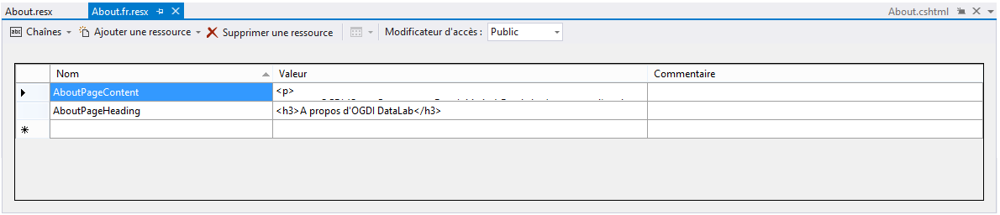 About.resx About.fr.resx About.cshtml
abc Chaînes Ajouter une ressource Supprimer une ressource Modificateur d'accès : Public
Nom Valeur Commentaire
AboutPageContent <p>
AboutPageHeading <h3>A propos d'OGDI DataLab</h3>